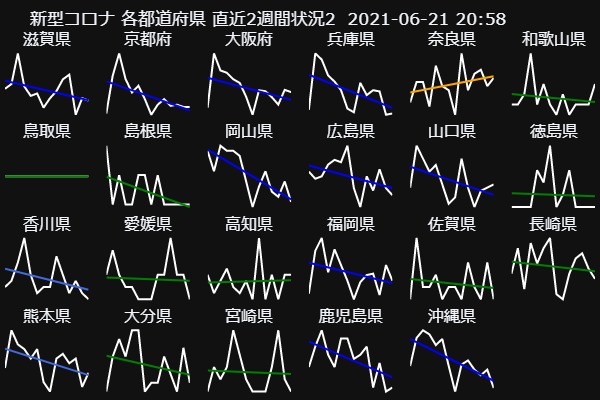 新型コロナ 各都道府県 直近2週間状況2 2021-06-21 20:58
滋賀県 京都府 大阪府 兵庫県 奈良県 和歌山県
鳥取県 島根県 岡山県 広島県 山口県 徳島県
香川県 愛媛県 高知県 福岡県 佐賀県 長崎県
熊本県 大分県 宮崎県 鹿児島県 沖縄県